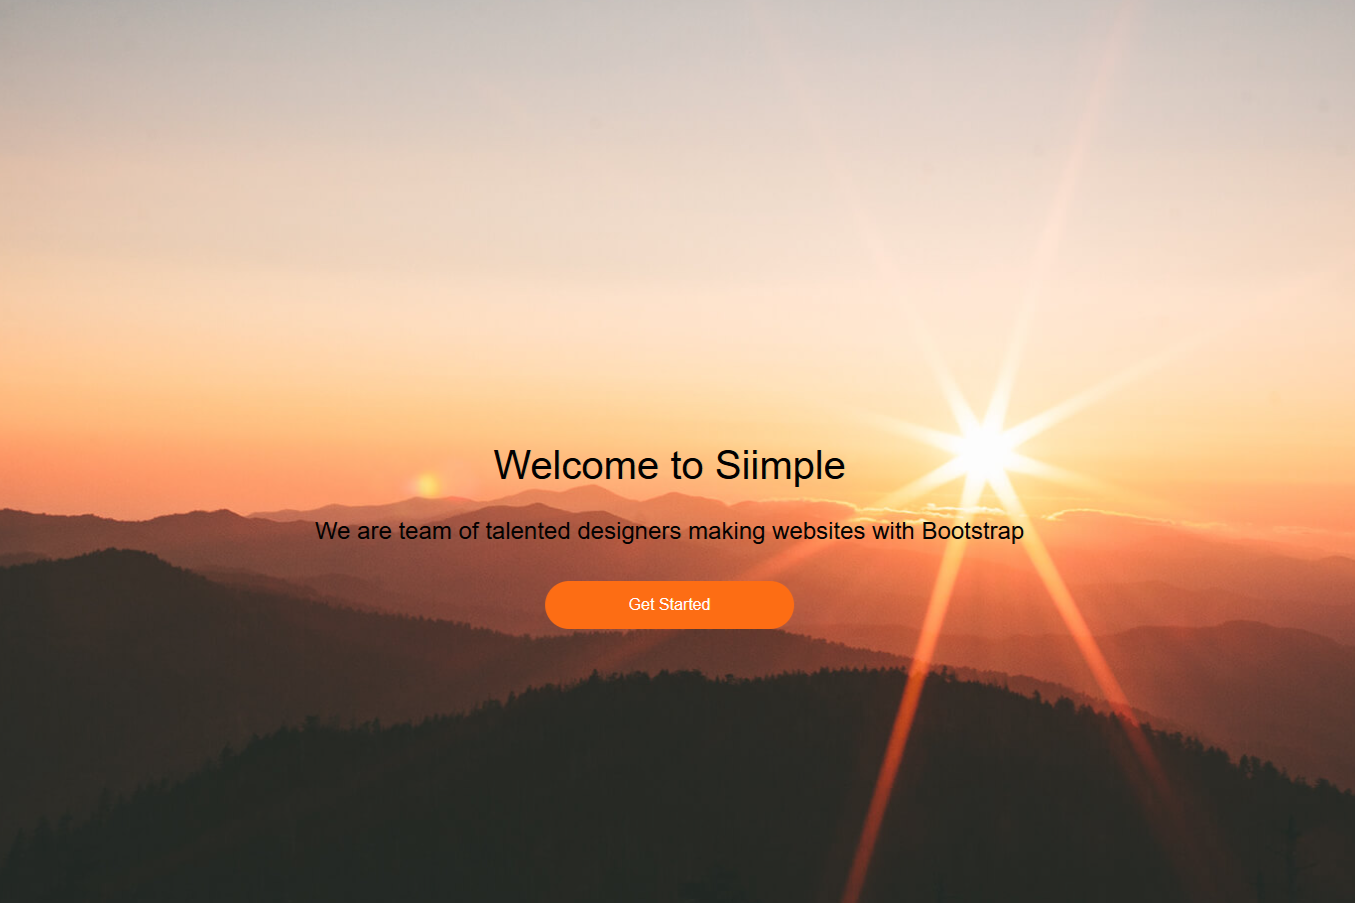 Welcome to Siimple
We are team of talented designers making websites with Bootstrap
Get Started